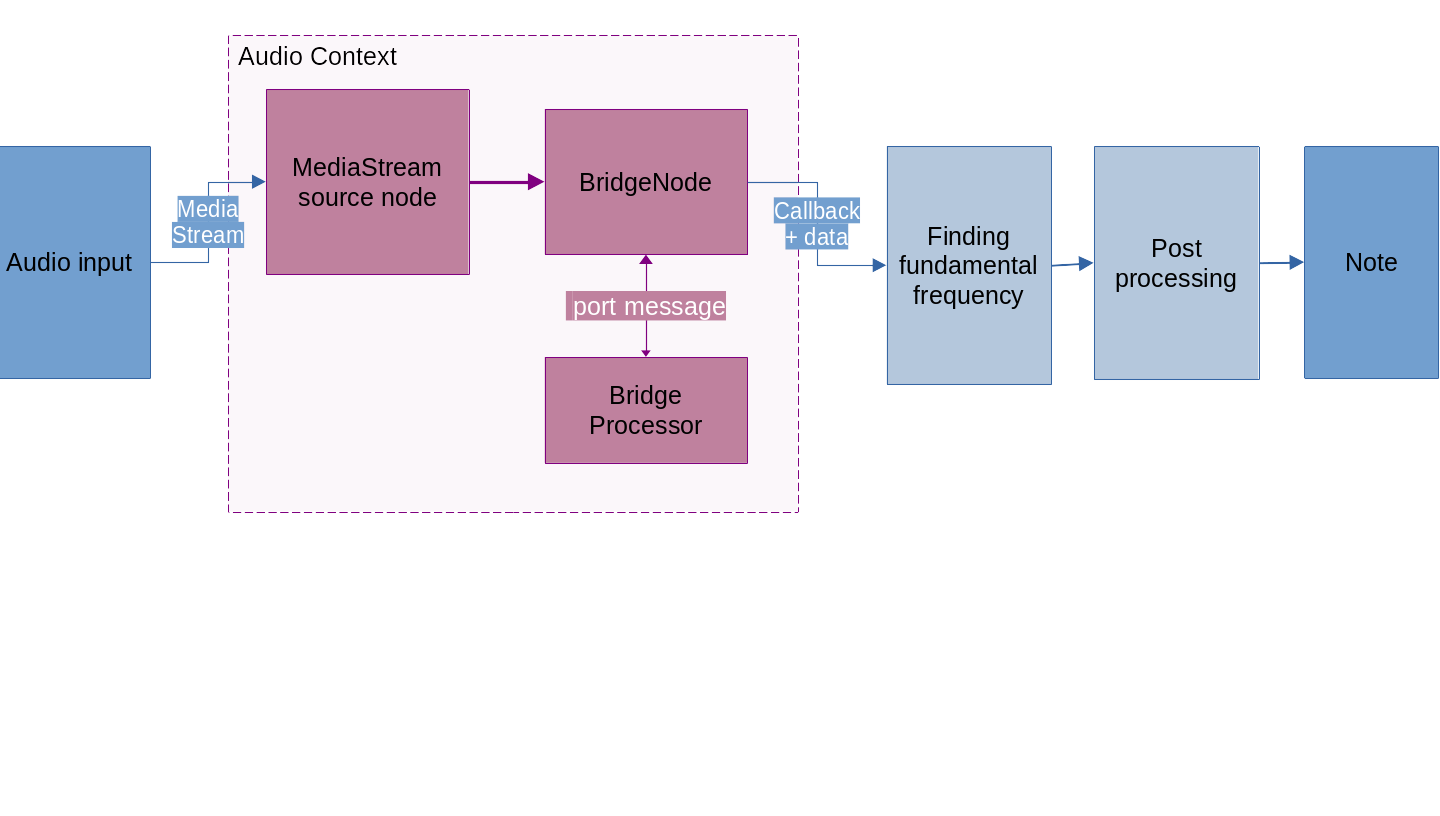 Audio Context
Audio input
Media
Stream
MediaStream
source node
BridgeNode
port message
Bridge
Processor
Callback
+ data
Finding
fundamental
frequency
Post
processing
Note